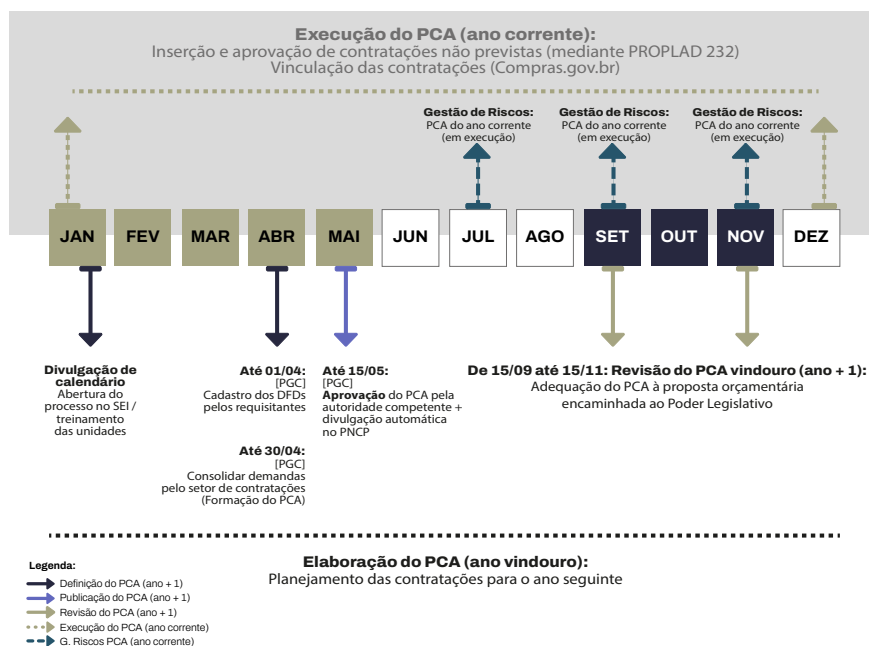 Execução do PCA (ano corrente):
Inserção e aprovação de contratações não previstas (mediante PROPLAD 232)
Vinculação das contratações (Compras.gov.br)
Gestão de Riscos:
PCA do ano corrente
(em execução)
Gestão de Riscos:
PCA do ano corrente
(em execução)
Gestão de Riscos:
PCA do ano corrente
(em execução)
JAN
FEV
MAR
ABR
MAI
JUN
JUL
AGO
SET
OUT
NOV
DEZ
Divulgação de
calendário
Abertura do
processo no SEI /
treinamento
das unidades
Até 01/04:
[PGC]
Cadastro dos DFDs
pelos requisitantes
Até 30/04:
[PGC]
Consolidar demandas
pelo setor de contratações
(Formação do PCA)
Até 15/05:
[PGC]
Aprovação do PCA pela
autoridade competente +
divulgação automática
no PNCP
De 15/09 até 15/11: Revisão do PCA vindouro (ano + 1):
Adequação do PCA à proposta orçamentária
encaminhada ao Poder Legislativo
Elaboração do PCA (ano vindouro):
Planejamento das contratações para o ano seguinte
Legenda:
Definição do PCA (ano + 1)
Publicação do PCA (ano + 1)
Revisão do PCA (ano + 1)
Execução do PCA (ano corrente)
G. Riscos PCA (ano corrente)